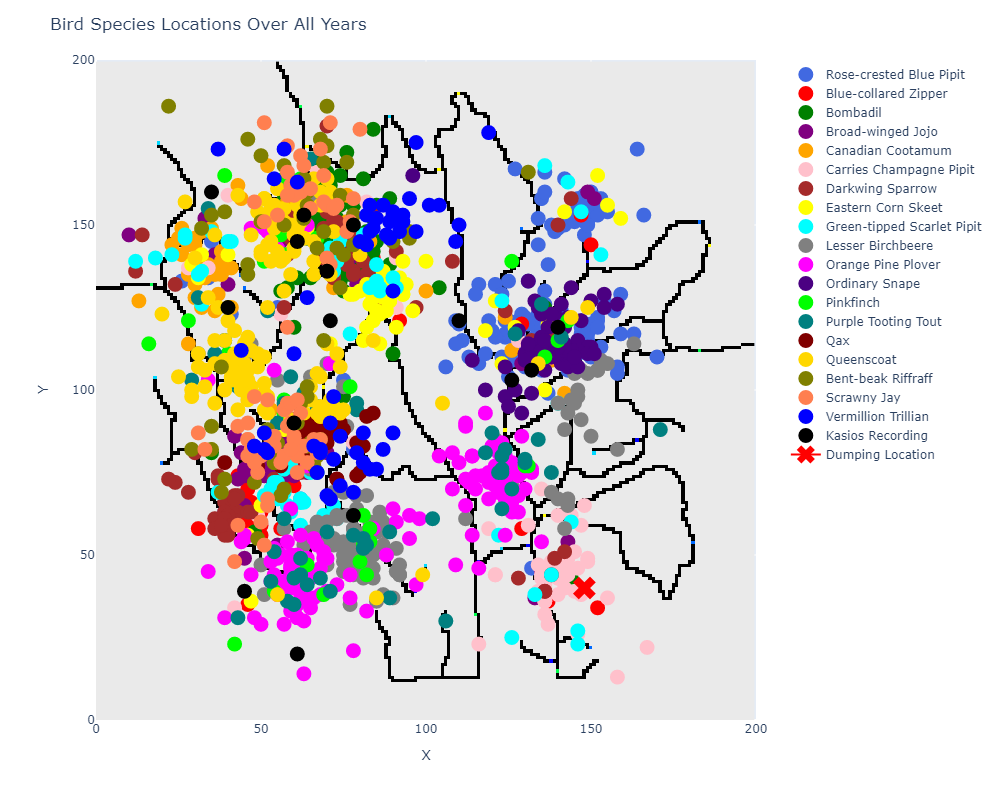 Bird Species Locations Over All Years
200
150
100
50
0
Y
0
50
100
150
200
X
Rose-crested Blue Pipit
Blue-collared Zipper
Bombadil
Broad-winged Jojo
Canadian Cootamum
Carries Champagne Pipit
Darkwing Sparrow
Eastern Corn Skeet
Green-tipped Scarlet Pipit
Lesser Birchbeere
Orange Pine Plover
Ordinary Snape
Pinkfinch
Purple Tooting Tout
Qax
Queenscoat
Bent-beak Riffraff
Scrawny Jay
Vermillion Trillian
Kasios Recording
Dumping Location